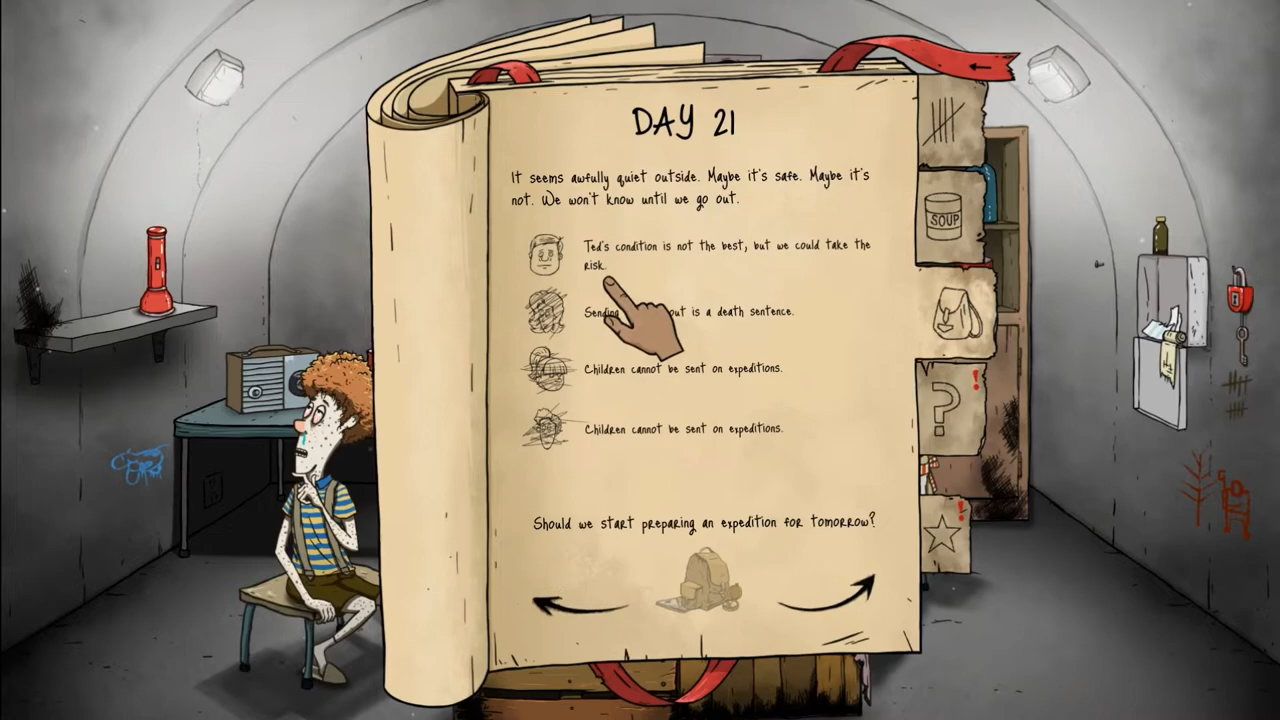 DAY 21
It seems awfully quiet outside. Maybe it's safe. Maybe it's
not. We won't know until we go out.
Ted's condition is not the best, but we could take the
risk.
Sending out is a death sentence.
Children cannot be sent on expeditions.
Children cannot be sent on expeditions.
Should we start preparing an expedition for tomorrow?
SOUP
?
!
!